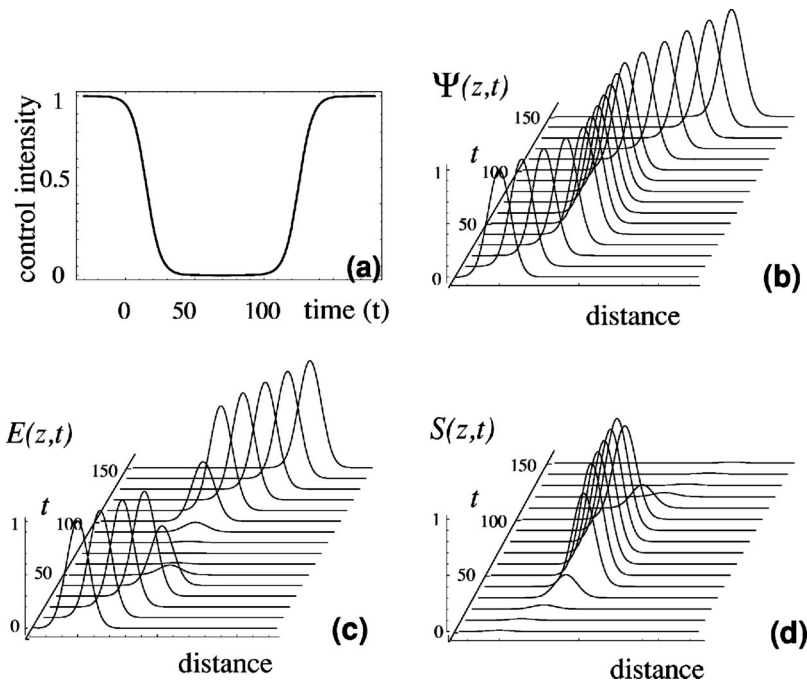 control intensity
1
0.5
0
0
50
100
time (t)
(a)
Ψ(z,t)
t
150
100
50
1
0
distance
(b)
E(z,t)
t
150
100
50
1
0
distance
(c)
S(z,t)
t
150
100
50
1
0
distance
(d)